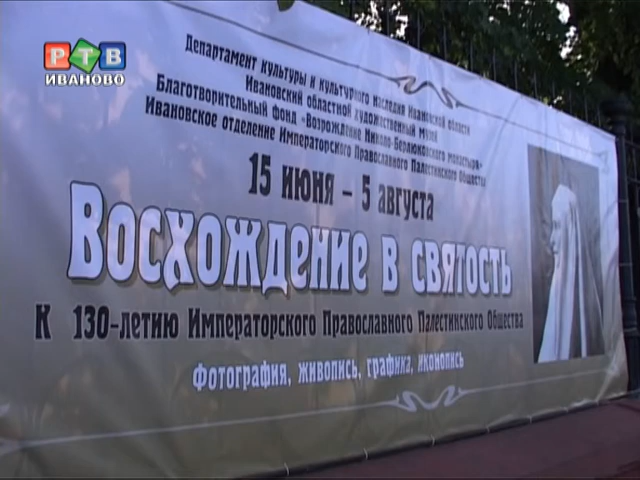 РТВ
ИВАНОВО
Департамент культуры и культурного наследия Ивановской области
Ивановский областной художественный музей
Благотворительный фонд «Возрождение Николо-Берлюковского монастыря»
Ивановское отделение Императорского Православного Палестинского Общества
15 июня – 5 августа
Восхождение в святость
К 130-летию Императорского Православного Палестинского Общества
Фотография, живопись, графика, иконопись